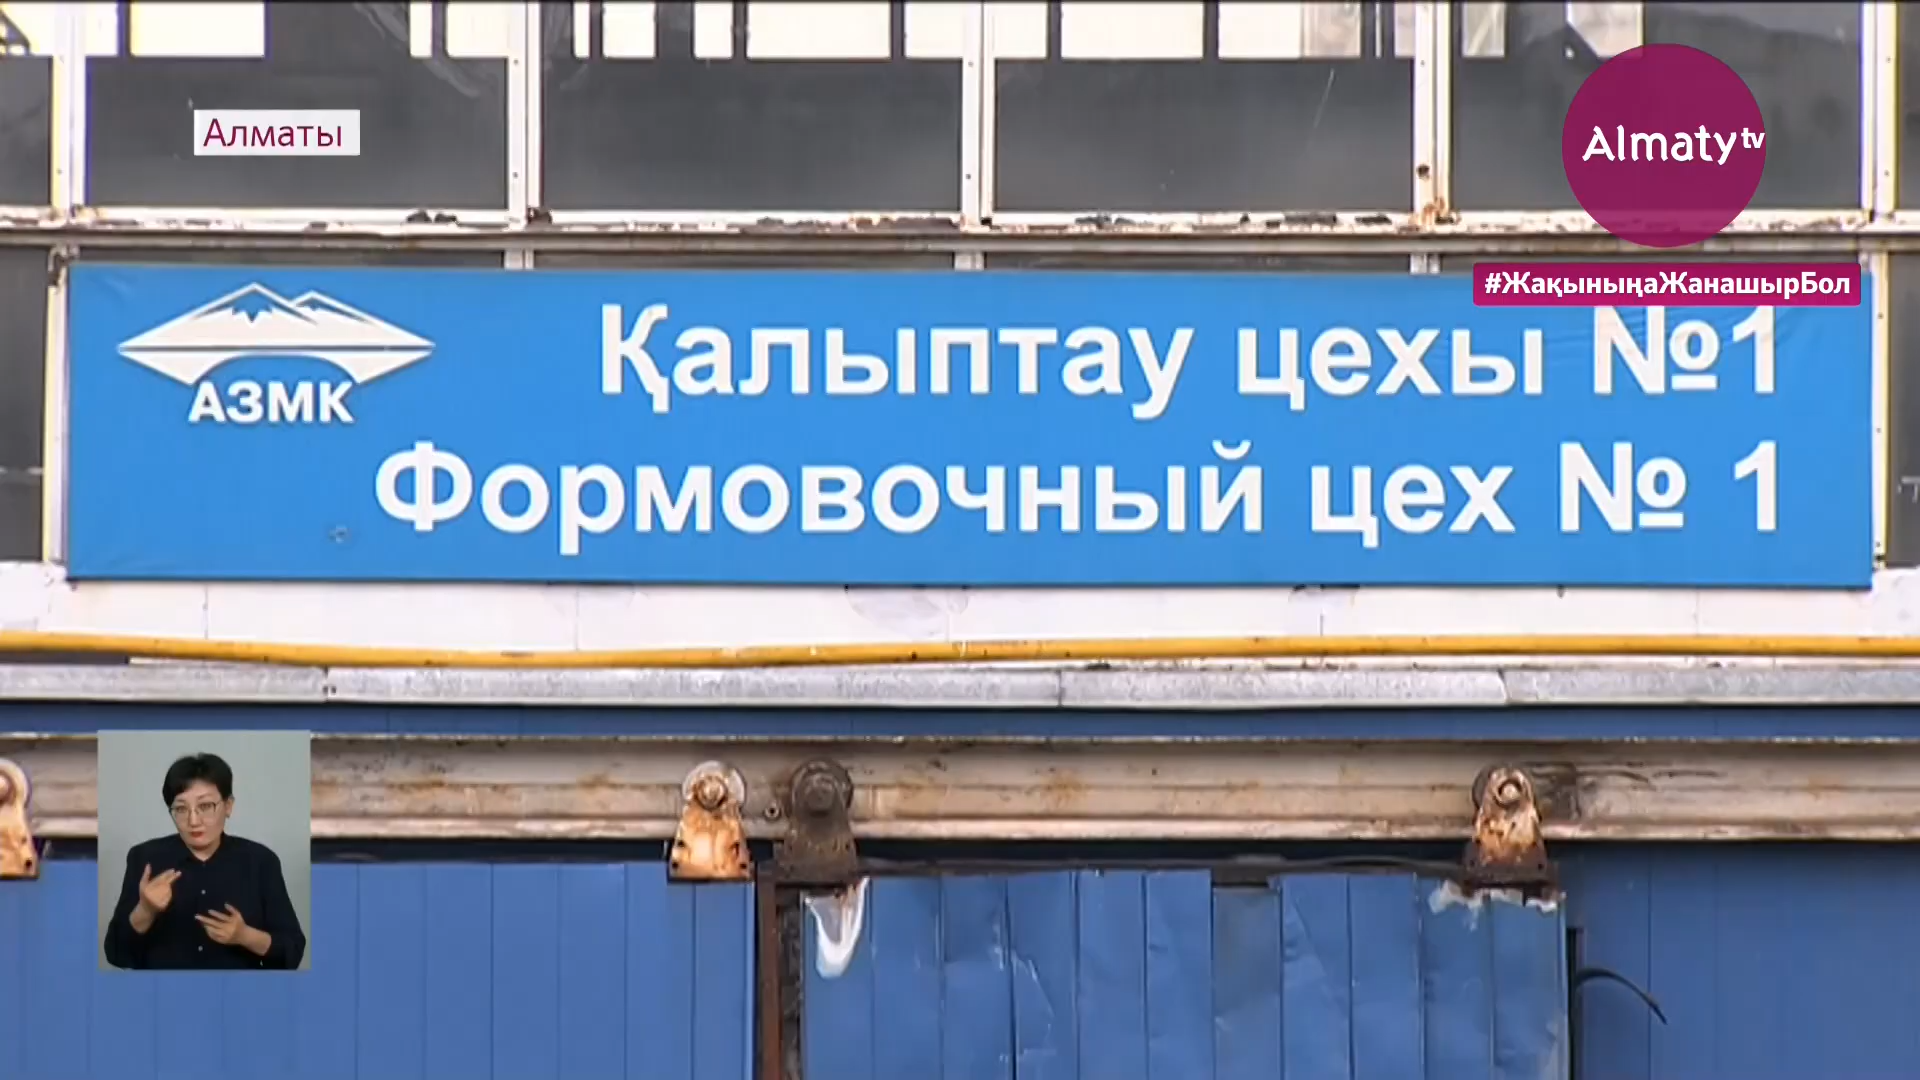 Алматы
Almaty tv
#ЖақыныңаЖанашырБол
АЗМК
Қалыптау цехы №1
Формовочный цех № 1